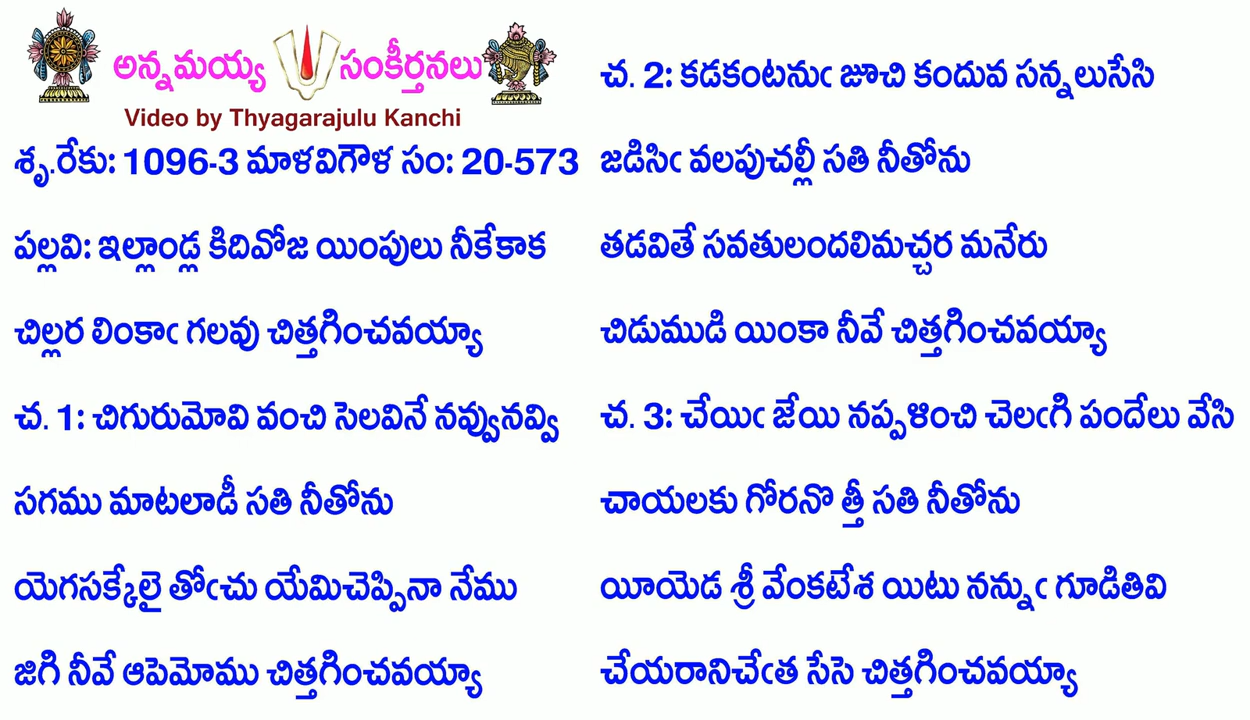 అన్నమయ్య సంకీర్తనలు
Video by Thyagarajulu Kanchi
శృ.రేకు: 1096-3 మాళవిగౌళ సం: 20-573
పల్లవి: ఇల్లాండ్ల కిదివోజ యింపులు నీకేకాక
చిల్లర లింకాఁ గలవు చిత్తగించవయ్యా
చ. 1: చిగురుమోవి వంచి సెలవినే నవ్వునవ్వి
సగము మాటలాడీ సతి నీతోను
యెగసక్కేలై తోఁచు యేమిచెప్పినా నేము
జిగి నీవే ఆపెమోము చిత్తగించవయ్యా
చ. 2: కడకంటనుఁ జూచి కందువ సన్నలుసేసి
జడిసిఁ వలపుచల్లీ సతి నీతోను
తడవితే సవతులందలిమచ్చర మనేరు
చిడుముడి యింకా నీవే చిత్తగించవయ్యా
చ. 3: చేయిఁ జేయి నప్పళించి చెలఁగి పందేలు వేసి
చాయలకు గోరనొ త్తీ సతి నీతోను
యీయెడ శ్రీ వేంకటేశ యిటు నన్నుఁ గూడితివి
చేయరానిచేఁత సేసె చిత్తగించవయ్యా